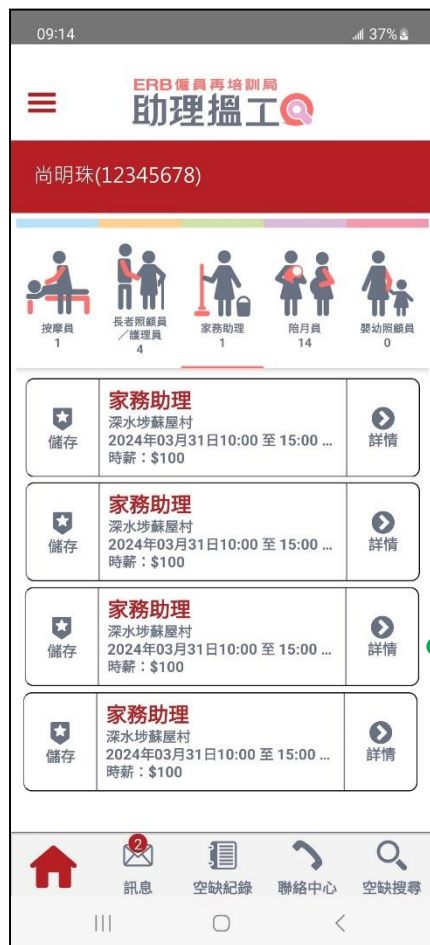 09:14
37%
ERB僱員再培訓局
助理搵工
尚明珠(12345678)
按摩員
1
長者照顧員
／護理員
4
家務助理
1
陪月員
14
嬰幼照顧員
0
儲存
家務助理
深水埗蘇屋村
2024年03月31日10:00 至 15:00 ...
時薪：$100
詳情
儲存
家務助理
深水埗蘇屋村
2024年03月31日10:00 至 15:00 ...
時薪：$100
詳情
儲存
家務助理
深水埗蘇屋村
2024年03月31日10:00 至 15:00 ...
時薪：$100
詳情
儲存
家務助理
深水埗蘇屋村
2024年03月31日10:00 至 15:00 ...
時薪：$100
詳情
2
訊息
空缺紀錄
聯絡中心
空缺搜尋